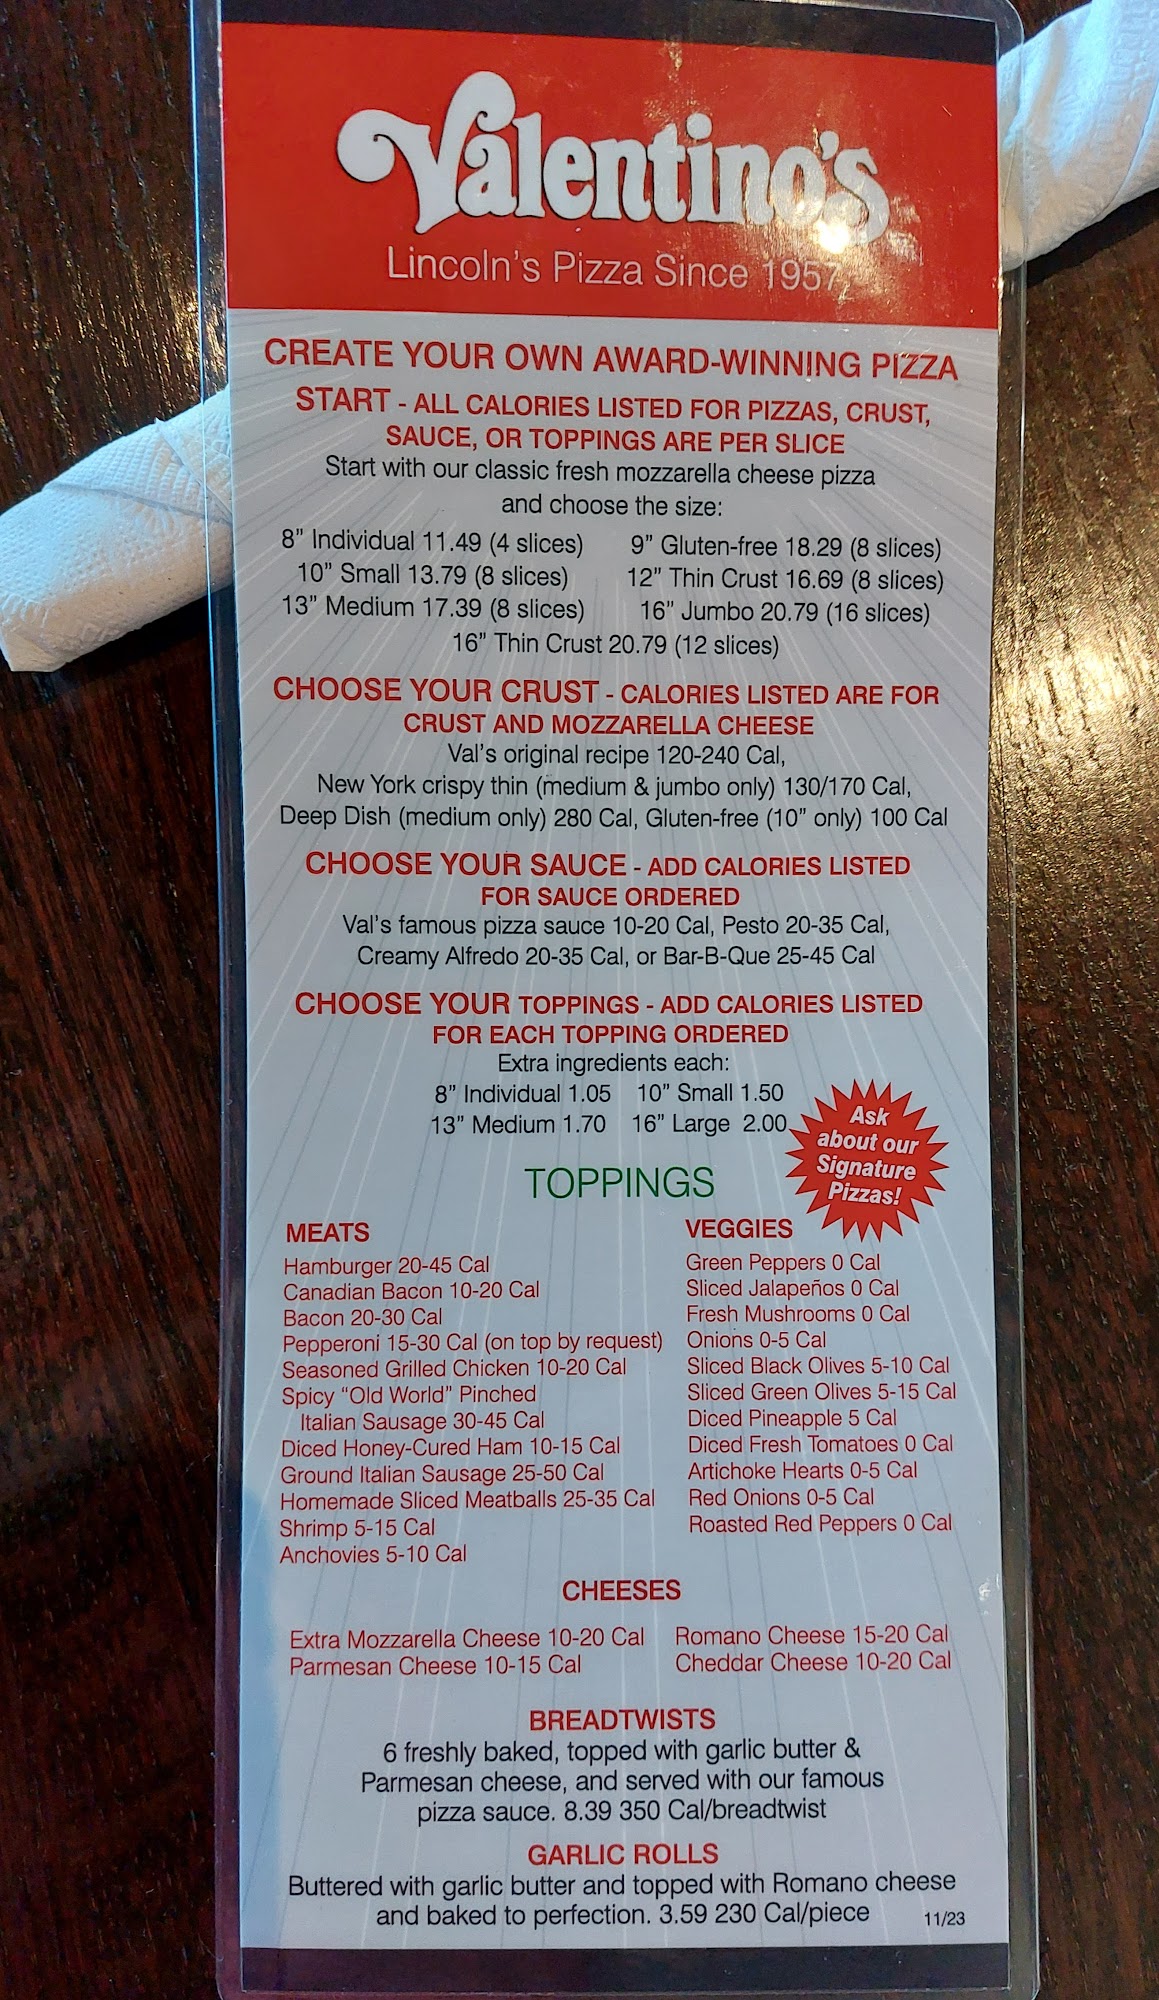 Valentino's
Lincoln's Pizza Since 1957
CREATE YOUR OWN AWARD-WINNING PIZZA
START - ALL CALORIES LISTED FOR PIZZAS, CRUST,
SAUCE, OR TOPPINGS ARE PER SLICE
Start with our classic fresh mozzarella cheese pizza
and choose the size:
8” Individual 11.49 (4 slices) 9” Gluten-free 18.29 (8 slices)
10” Small 13.79 (8 slices) 12” Thin Crust 16.69 (8 slices)
13” Medium 17.39 (8 slices) 16” Jumbo 20.79 (16 slices)
16” Thin Crust 20.79 (12 slices)
CHOOSE YOUR CRUST - CALORIES LISTED ARE FOR
CRUST AND MOZZARELLA CHEESE
Val's original recipe 120-240 Cal,
New York crispy thin (medium & jumbo only) 130/170 Cal,
Deep Dish (medium only) 280 Cal, Gluten-free (10” only) 100 Cal
CHOOSE YOUR SAUCE - ADD CALORIES LISTED
FOR SAUCE ORDERED
Val's famous pizza sauce 10-20 Cal, Pesto 20-35 Cal,
Creamy Alfredo 20-35 Cal, or Bar-B-Que 25-45 Cal
CHOOSE YOUR TOPPINGS - ADD CALORIES LISTED
FOR EACH TOPPING ORDERED
Extra ingredients each:
8” Individual 1.05 10” Small 1.50
13” Medium 1.70 16” Large 2.00
Ask
about our
Signature
Pizzas!
TOPPINGS
MEATS
Hamburger 20-45 Cal
Canadian Bacon 10-20 Cal
Bacon 20-30 Cal
Pepperoni 15-30 Cal (on top by request)
Seasoned Grilled Chicken 10-20 Cal
Spicy “Old World” Pinched
Italian Sausage 30-45 Cal
Diced Honey-Cured Ham 10-15 Cal
Ground Italian Sausage 25-50 Cal
Homemade Sliced Meatballs 25-35 Cal
Shrimp 5-15 Cal
Anchovies 5-10 Cal
VEGGIES
Green Peppers 0 Cal
Sliced Jalapeños 0 Cal
Fresh Mushrooms 0 Cal
Onions 0-5 Cal
Sliced Black Olives 5-10 Cal
Sliced Green Olives 5-15 Cal
Diced Pineapple 5 Cal
Diced Fresh Tomatoes 0 Cal
Artichoke Hearts 0-5 Cal
Red Onions 0-5 Cal
Roasted Red Peppers 0 Cal
CHEESES
Extra Mozzarella Cheese 10-20 Cal Romano Cheese 15-20 Cal
Parmesan Cheese 10-15 Cal Cheddar Cheese 10-20 Cal
BREADTWISTS
6 freshly baked, topped with garlic butter &
Parmesan cheese, and served with our famous
pizza sauce. 8.39 350 Cal/breadtwist
GARLIC ROLLS
Buttered with garlic butter and topped with Romano cheese
and baked to perfection. 3.59 230 Cal/piece
11/23